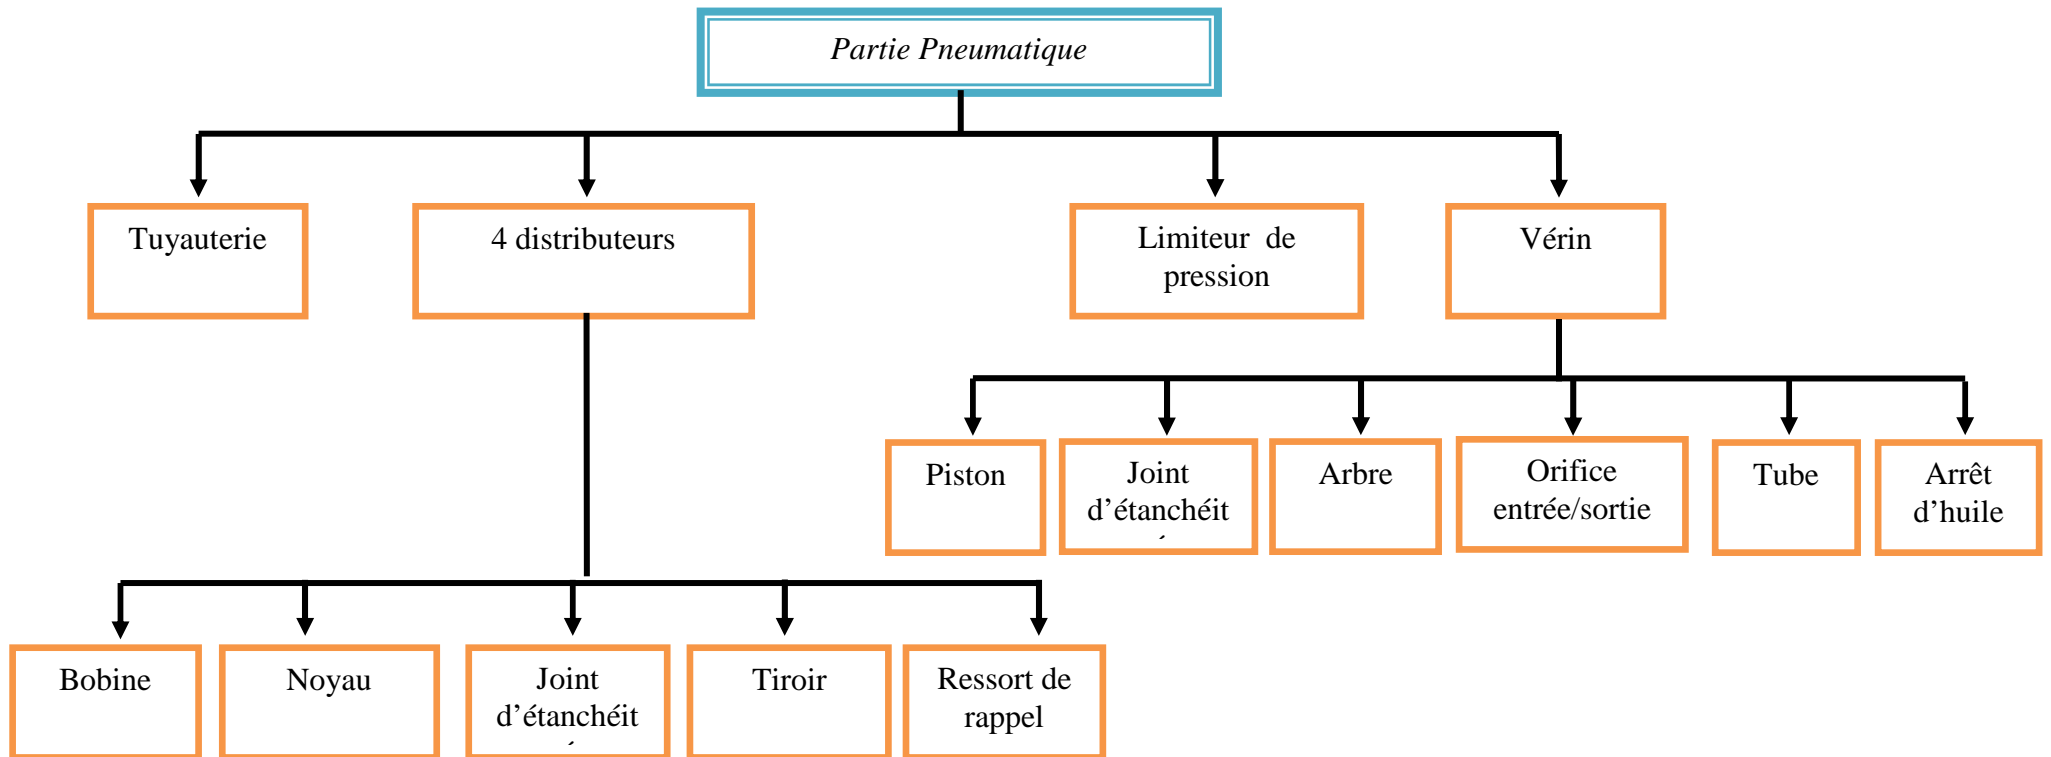 Partie Pneumatique
Tuyauterie
4 distributeurs
Limiteur de
pression
Vérin
Piston
Joint
d’étanchéit
Arbre
Orifice
entrée/sortie
Tube
Arrêt
d’huile
Bobine
Noyau
Joint
d’étanchéit
Tiroir
Ressort de
rappel